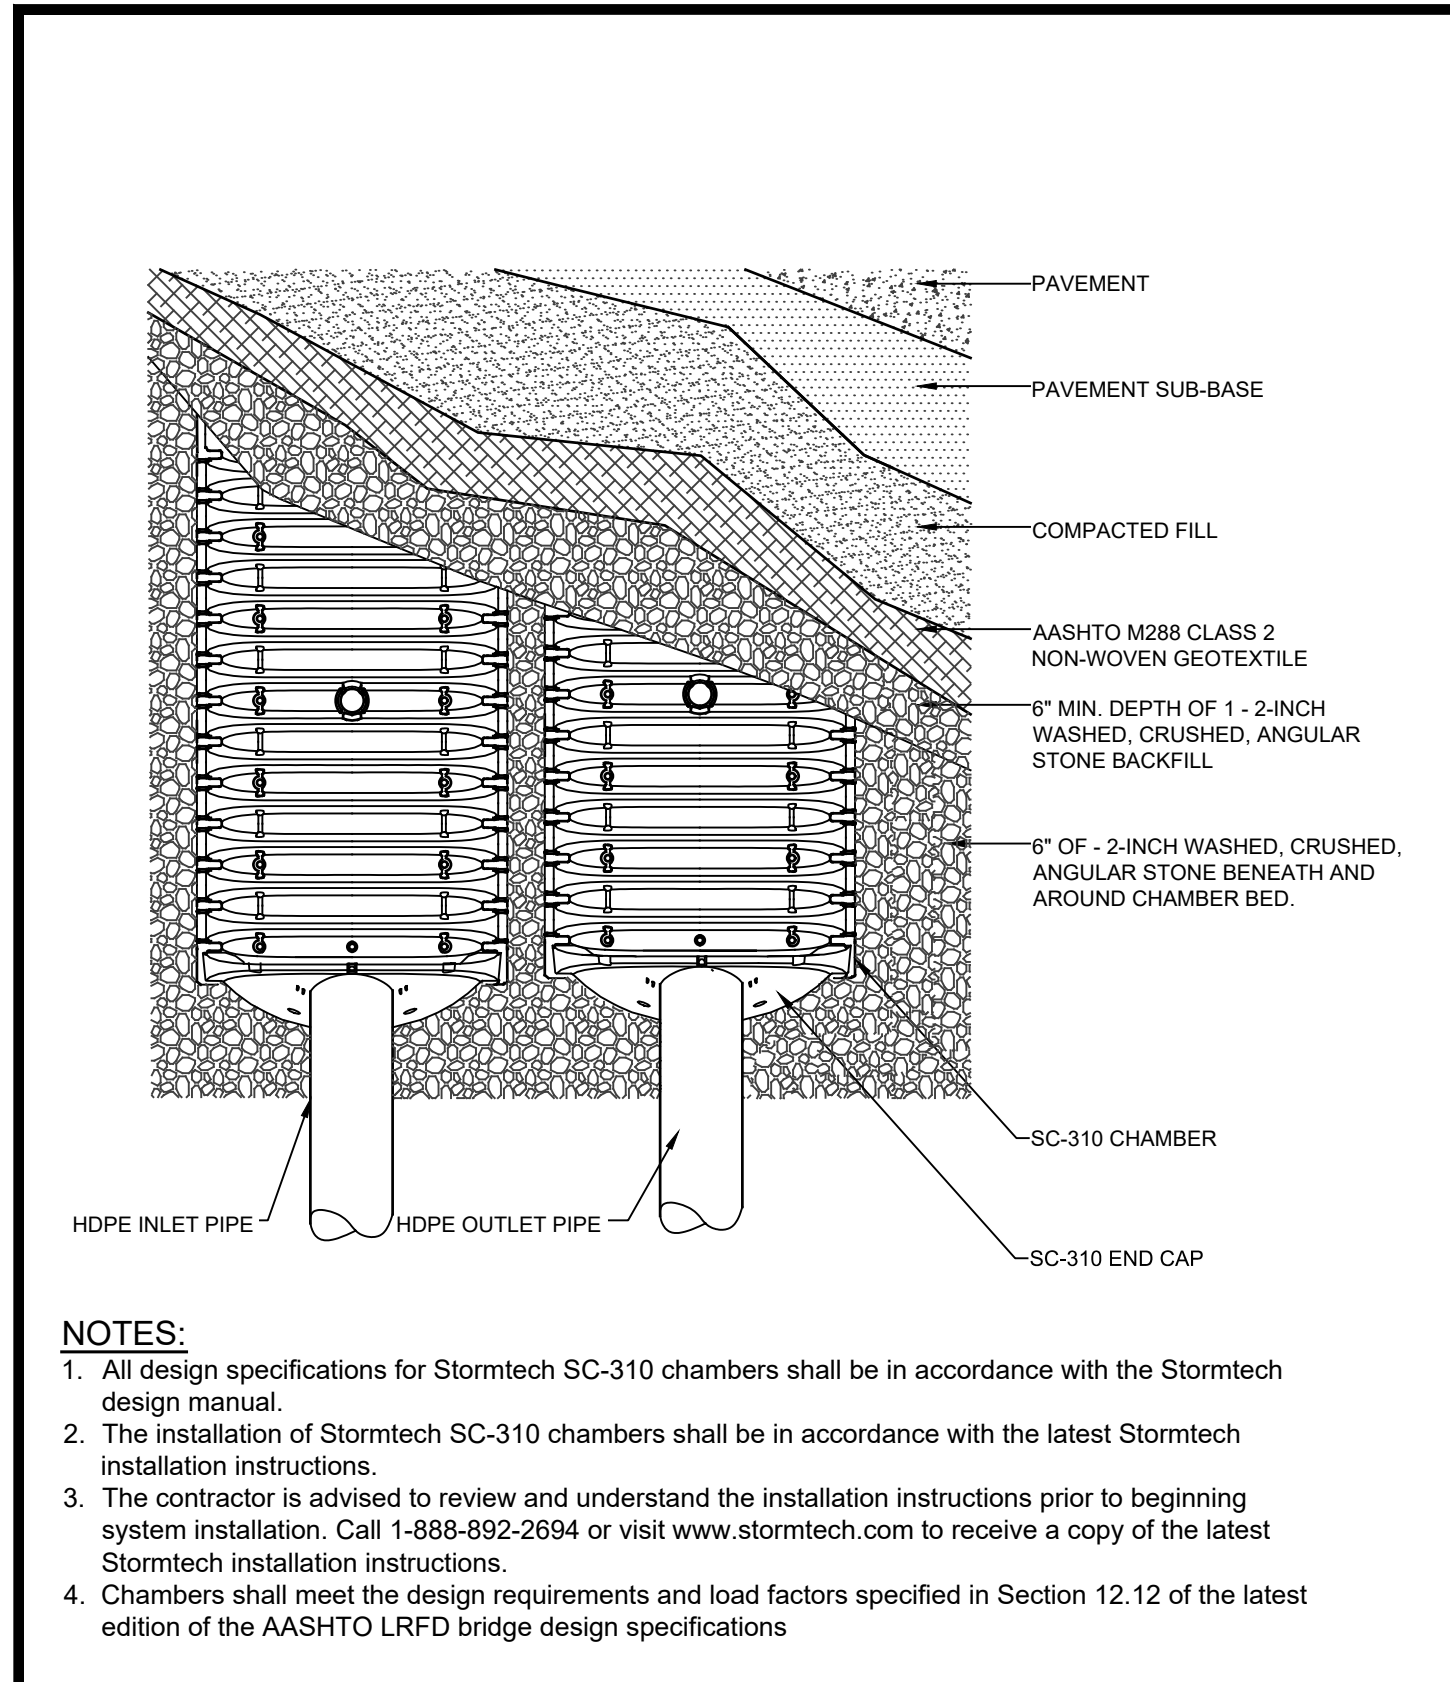 PAVEMENT
PAVEMENT SUB-BASE
COMPACTED FILL
AASHTO M288 CLASS 2
NON-WOVEN GEOTEXTILE
6" MIN. DEPTH OF 1 - 2-INCH
WASHED, CRUSHED, ANGULAR
STONE BACKFILL
6" OF - 2-INCH WASHED, CRUSHED,
ANGULAR STONE BENEATH AND
AROUND CHAMBER BED.
SC-310 CHAMBER
HDPE INLET PIPE
HDPE OUTLET PIPE
SC-310 END CAP
NOTES:
1. All design specifications for Stormtech SC-310 chambers shall be in accordance with the Stormtech
design manual.
2. The installation of Stormtech SC-310 chambers shall be in accordance with the latest Stormtech
installation instructions.
3. The contractor is advised to review and understand the installation instructions prior to beginning
system installation. Call 1-888-892-2694 or visit www.stormtech.com to receive a copy of the latest
Stormtech installation instructions.
4. Chambers shall meet the design requirements and load factors specified in Section 12.12 of the latest
edition of the AASHTO LRFD bridge design specifications